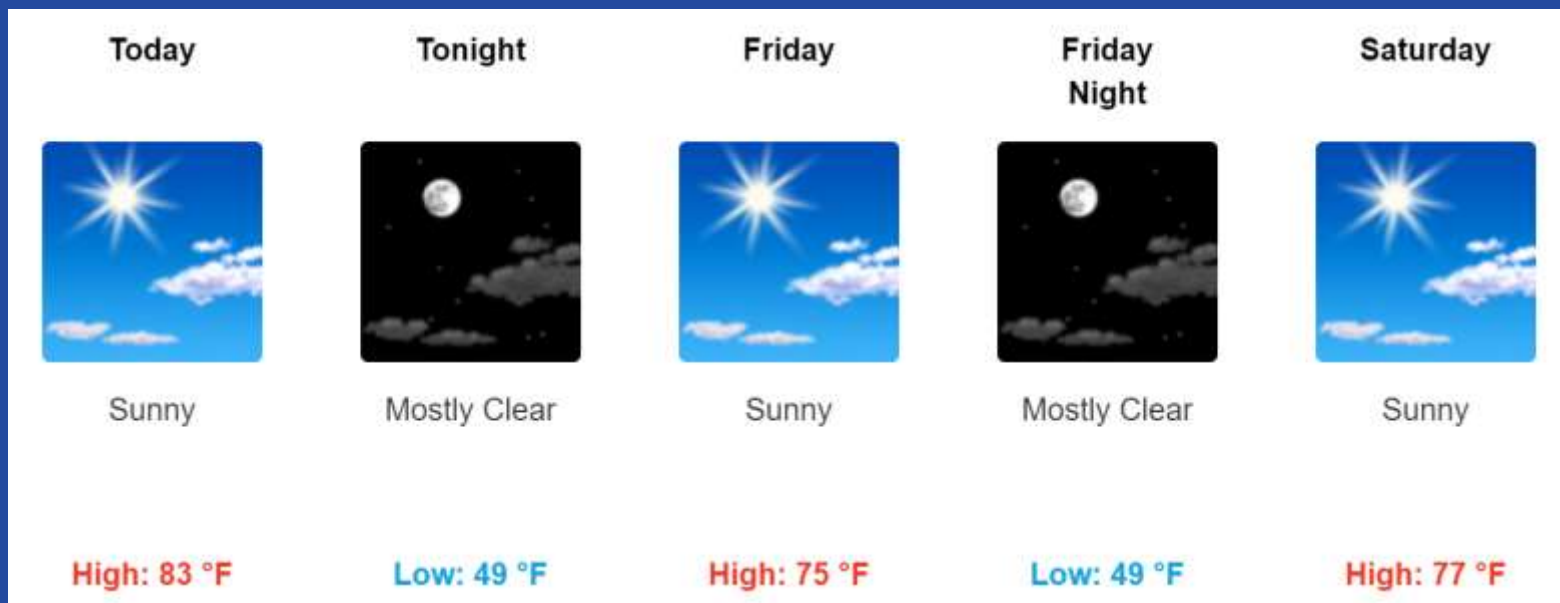 Today
Tonight
Friday
Friday
Night
Saturday
Sunny
Mostly Clear
Sunny
Mostly Clear
Sunny
High: 83 °F
Low: 49 °F
High: 75 °F
Low: 49 °F
High: 77 °F